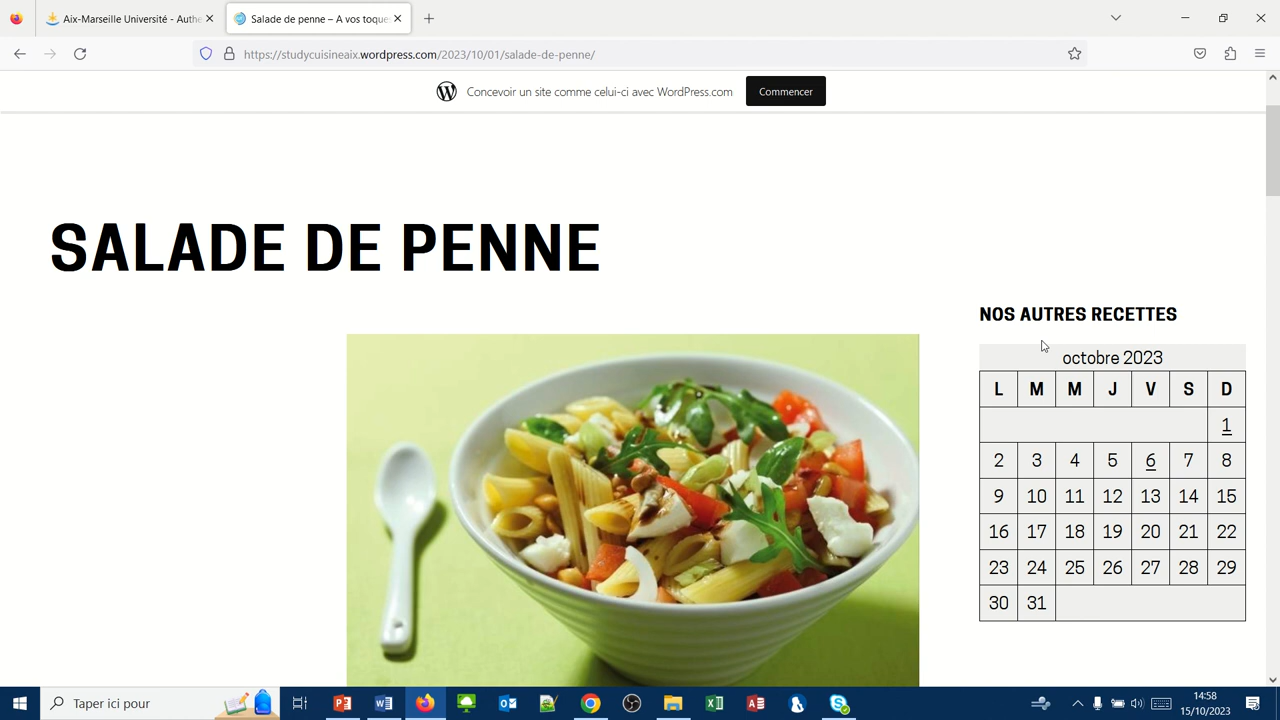 Aix-Marseille Université - Authe
Salade de penne – A vos toque
https://studycuisineaix.wordpress.com/2023/10/01/salade-de-penne/
Concevoir un site comme celui-ci avec WordPress.com
Commencer
SALADE DE PENNE
NOS AUTRES RECETTES
octobre 2023
L M M J V S D
1
2 3 4 5 6 7 8
9 10 11 12 13 14 15
16 17 18 19 20 21 22
23 24 25 26 27 28 29
30 31
Taper ici pour
14:58
15/10/2023